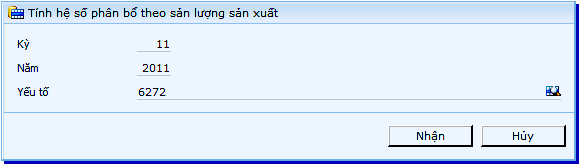 Tính hệ số phân bổ theo sản lượng sản xuất
Kỳ 11
Năm 2011
Yếu tố 6272
Nhận Hủy